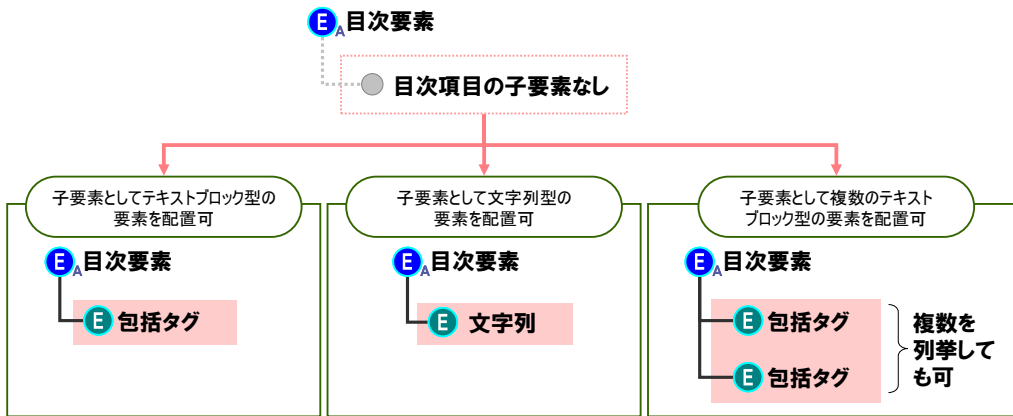 E A 目次要素
目次項目の子要素なし
子要素としてテキストブロック型の
要素を配置可
E A 目次要素
E 包括タグ
子要素として文字列型の
要素を配置可
E A 目次要素
E 文字列
子要素として複数のテキスト
ブロック型の要素を配置可
E A 目次要素
E 包括タグ
E 包括タグ
複数を
列挙して
も可